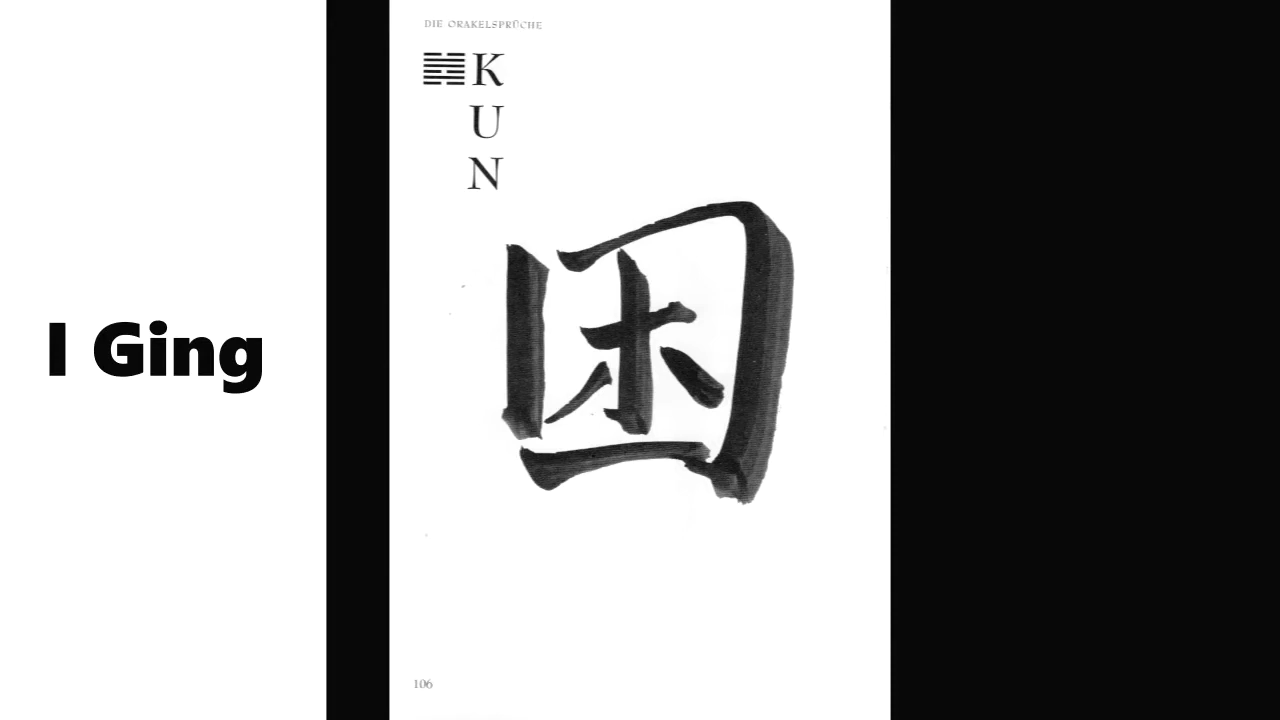 I Ging
DIE ORAKELSPRÜCHE
䷮ K
U
N
困
106